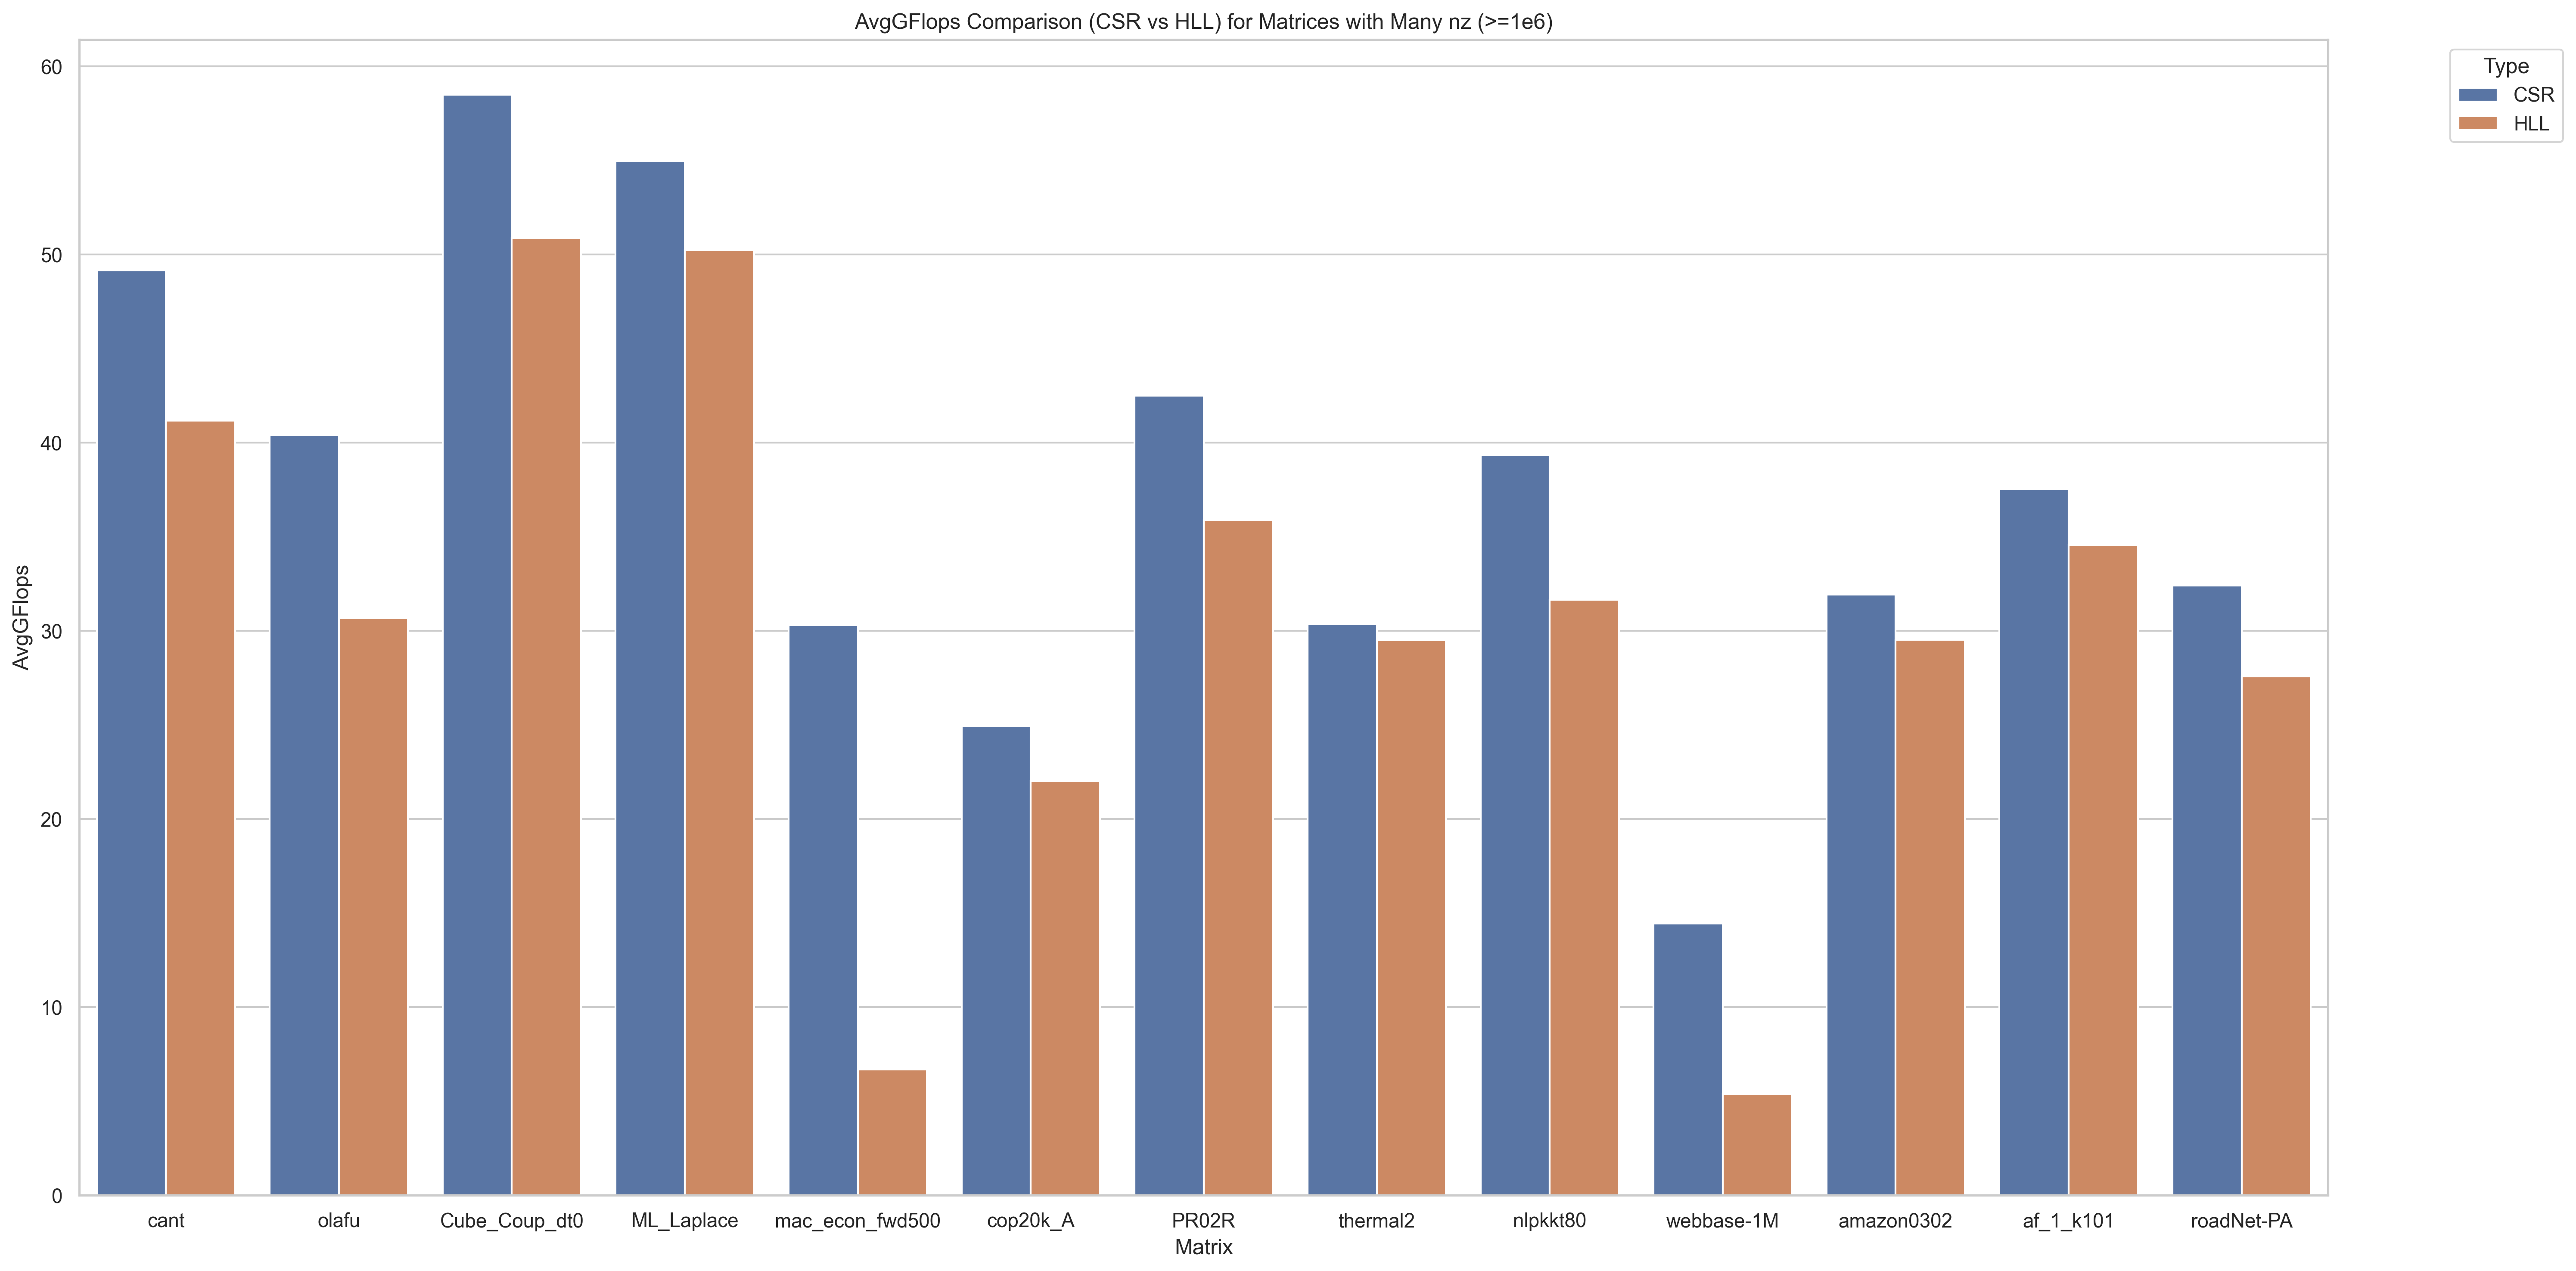 AvgGFlops Comparison (CSR vs HLL) for Matrices with Many nz (>=1e6)
Type
CSR
HLL
AvgGFlops
60
50
40
30
20
10
0
cant olafu Cube_Coup_dt0 ML_Laplace mac_econ_fwd500 cop20k_A PR02R thermal2 nlpkkt80 webbase-1M amazon0302 af_1_k101 roadNet-PA
Matrix